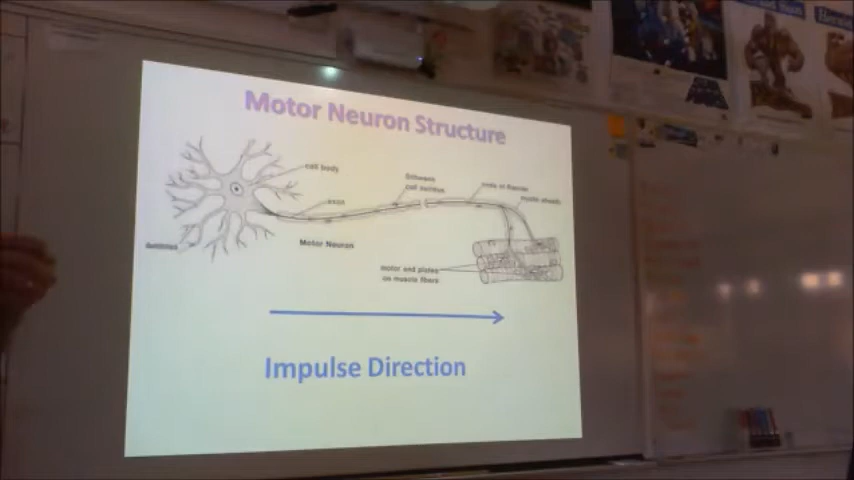 Motor Neuron Structure
cell body
Schwann
cell nucleus
node of Ranvier
myelin sheath
axon
Motor Neuron
dendrites
motor end plates
on muscle fibers
Impulse Direction